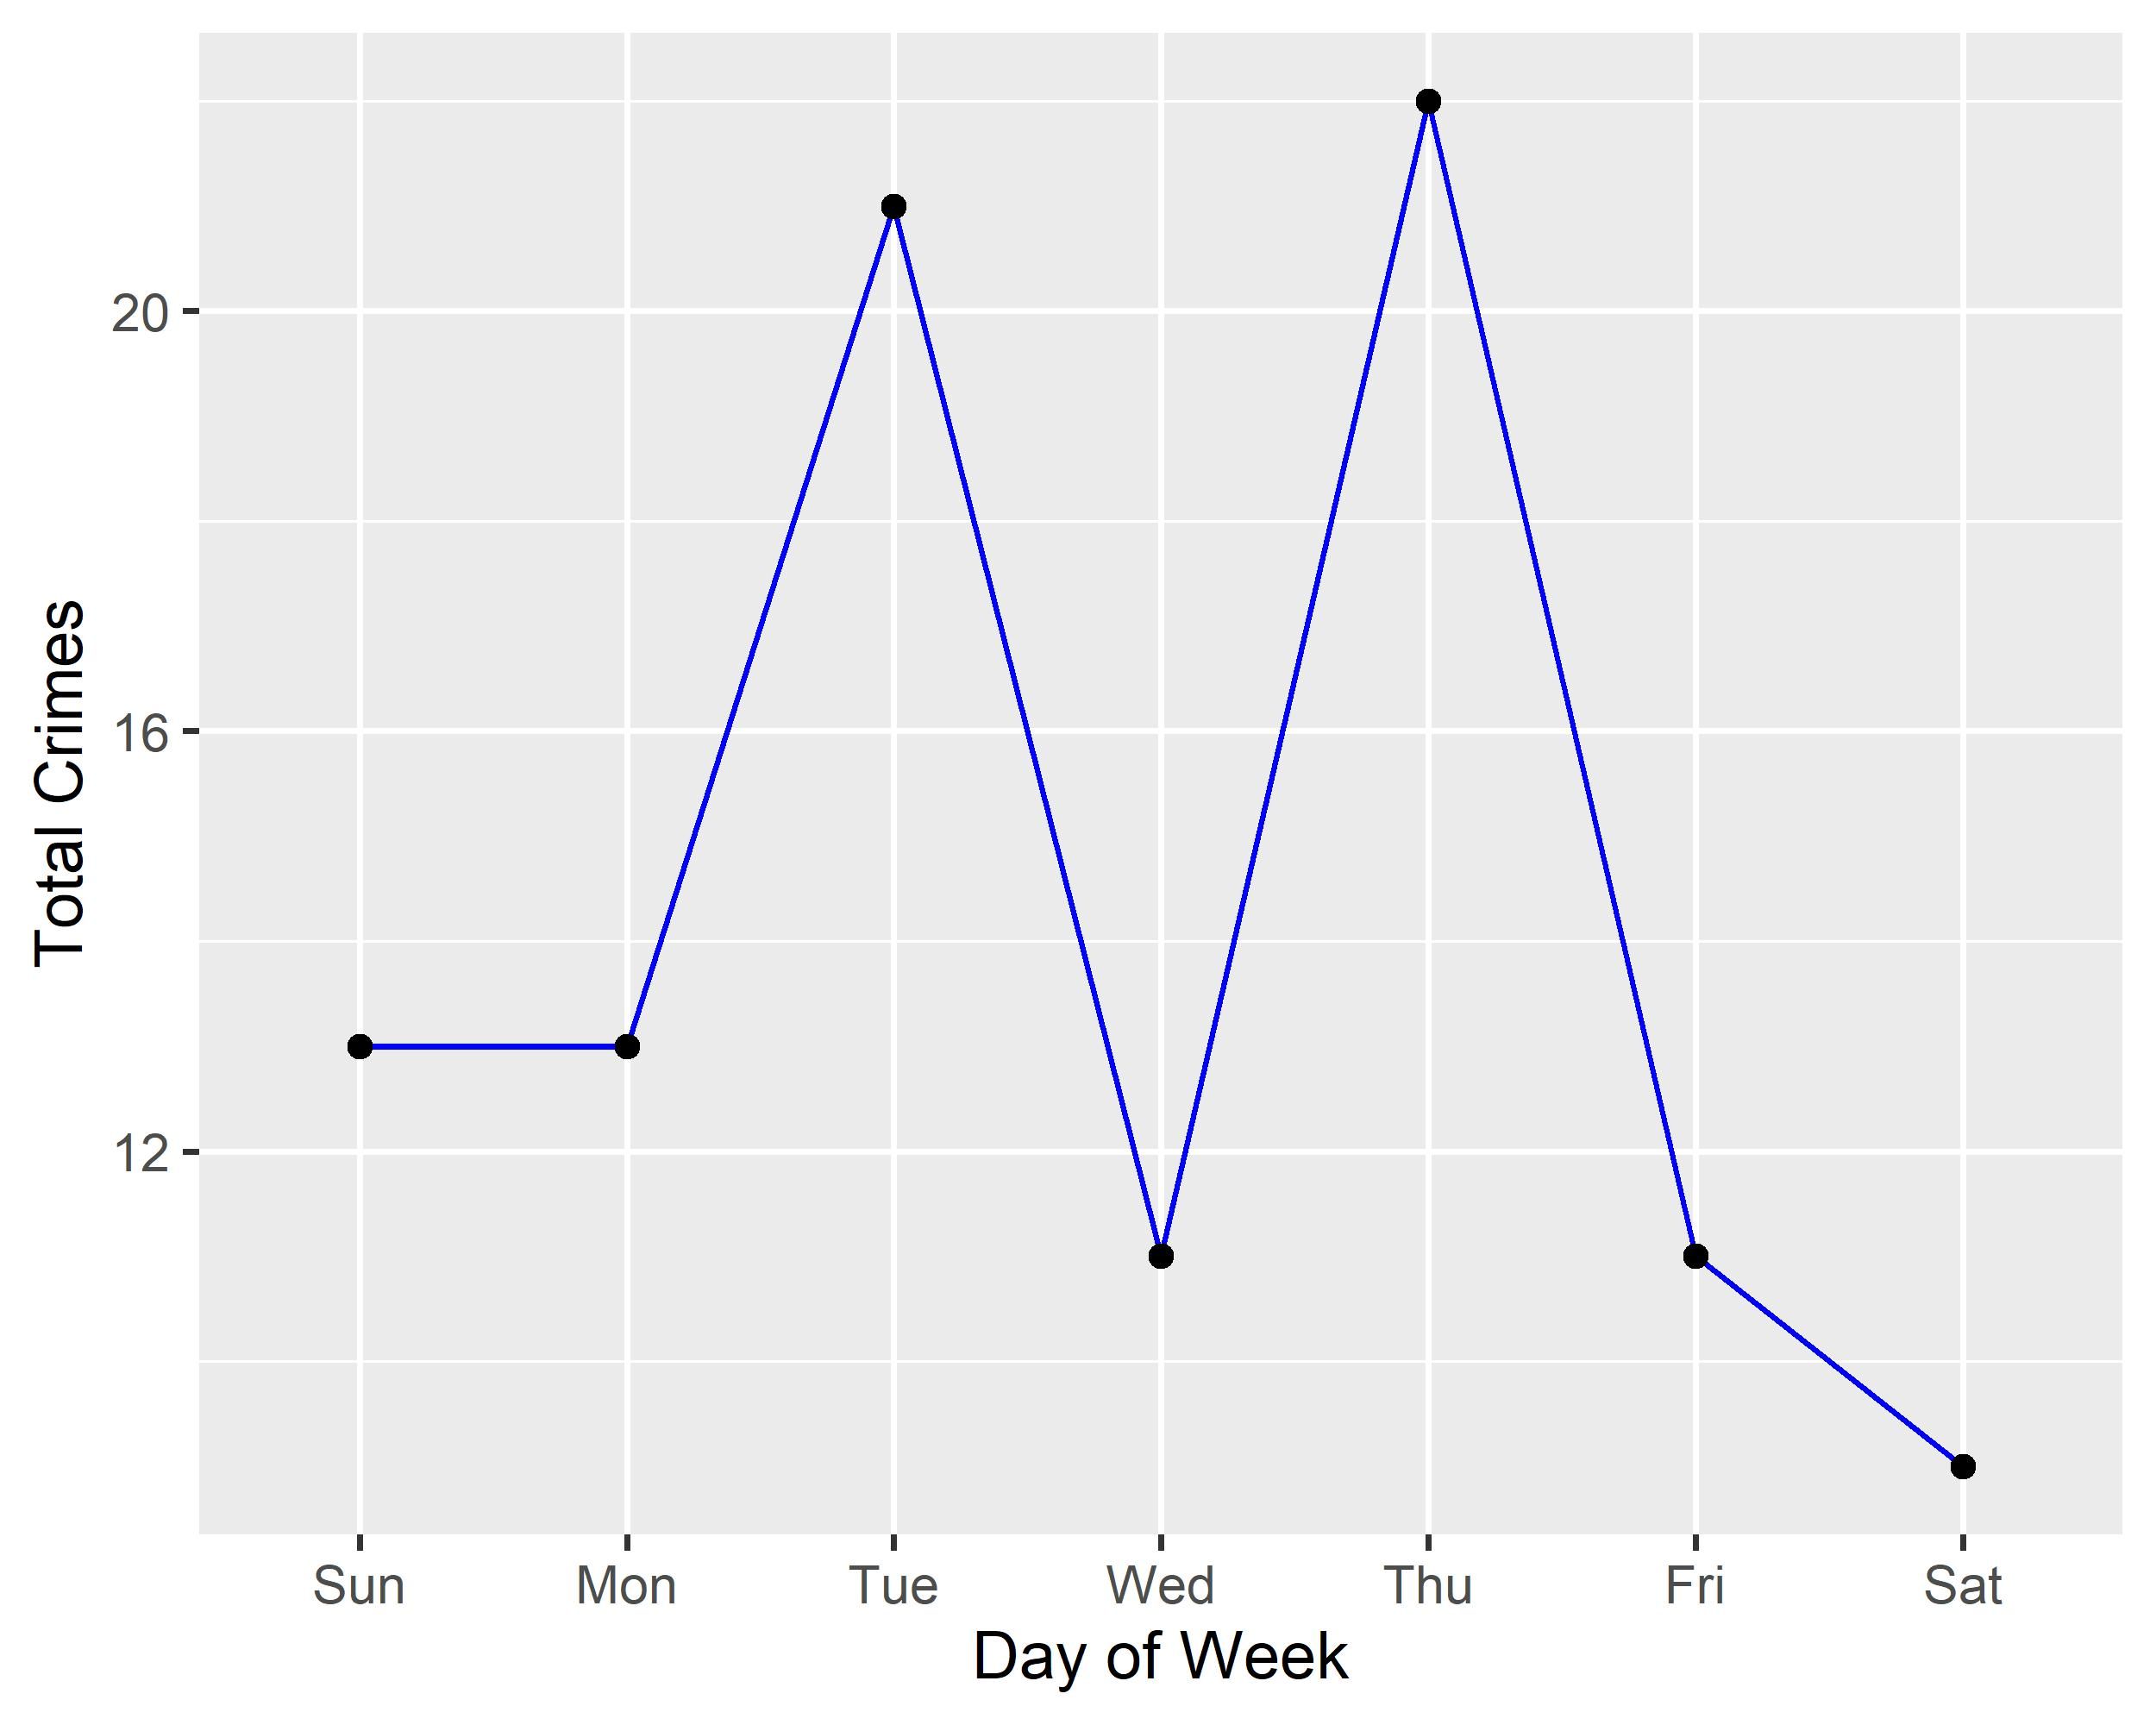 Total Crimes
20
16
12
Sun Mon Tue Wed Thu Fri Sat
Day of Week